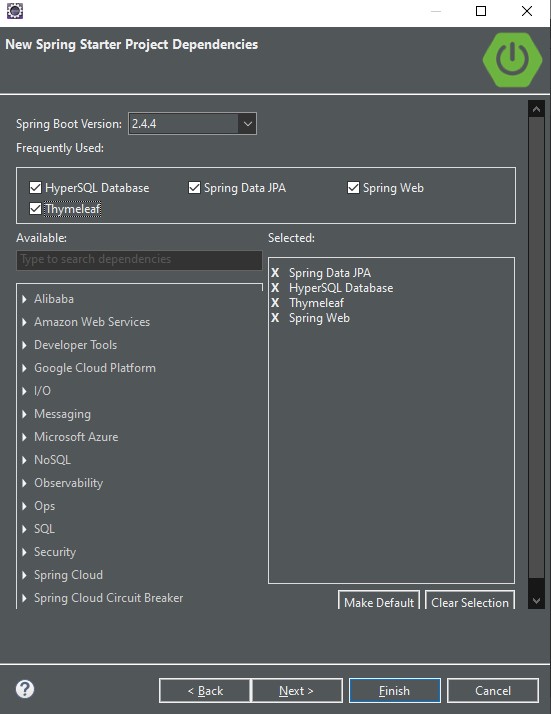 New Spring Starter Project Dependencies
Spring Boot Version: 2.4.4
Frequently Used:
HyperSQL Database Spring Data JPA Spring Web
Thymeleaf
Available: Selected:
Type to search dependencies
X Spring Data JPA
X HyperSQL Database
X Thymeleaf
X Spring Web
Alibaba
Amazon Web Services
Developer Tools
Google Cloud Platform
I/O
Messaging
Microsoft Azure
NoSQL
Observability
Ops
SQL
Security
Spring Cloud
Spring Cloud Circuit Breaker
Make Default Clear Selection
? < Back Next > Finish Cancel